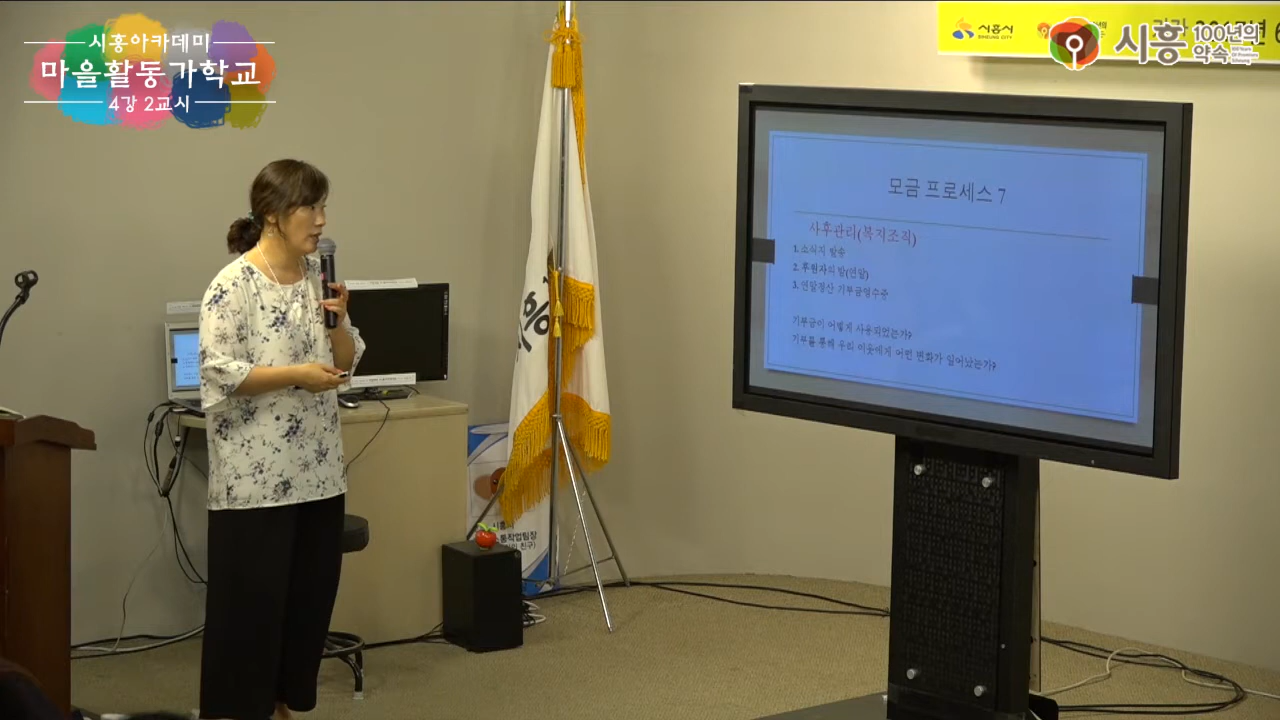 시흥아카데미
마을활동가학교
4강 2교시
시흥시
SIHEUNG CITY
시흥 100년의
약속
모금 프로세스 7
사후관리(복지조직)
1. 소식지 발송
2. 후원자의 밤(연말)
3. 연말정산 기부금영수증
기부금이 어떻게 사용되었는가?
기부를 통해 우리 이웃에게 어떤 변화가 일어났는가?